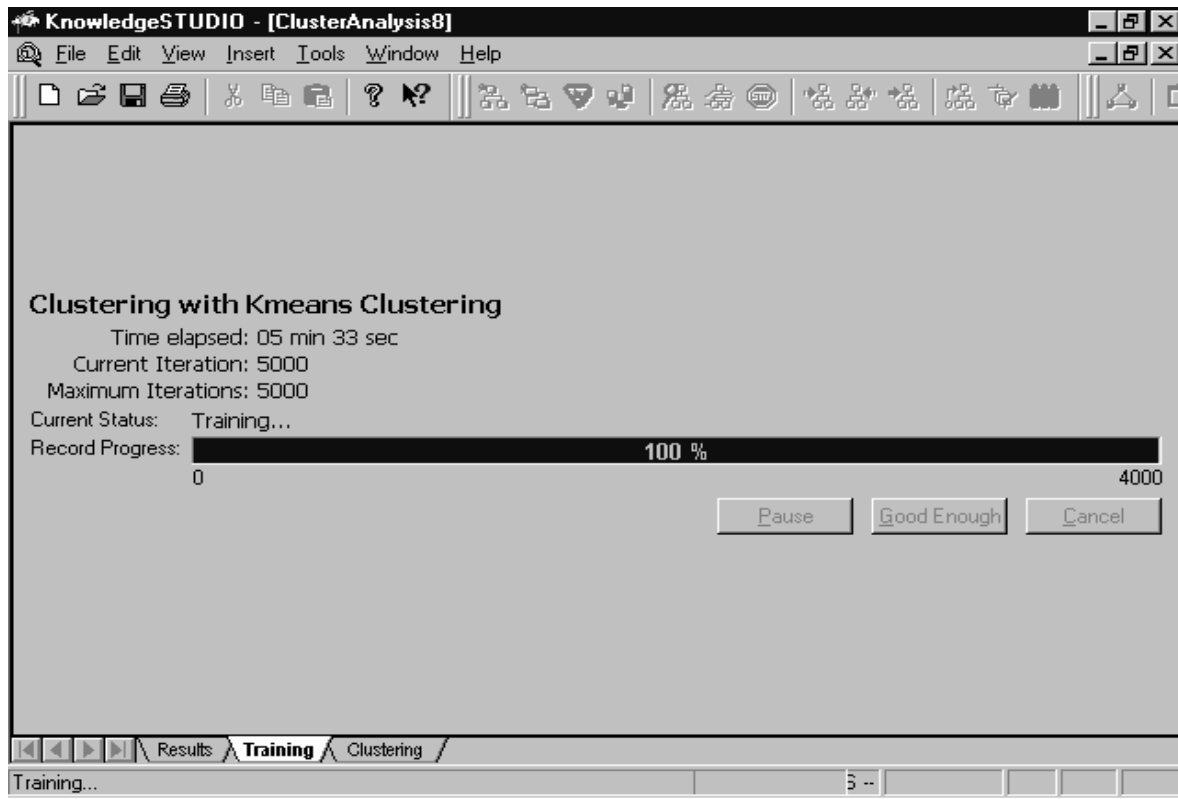 KnowledgeSTUDIO - [ClusterAnalysis8]
File Edit View Insert Tools Window Help
Clustering with Kmeans Clustering
Time elapsed: 05 min 33 sec
Current Iteration: 5000
Maximum Iterations: 5000
Current Status: Training...
Record Progress: 100 %
0 4000
Pause Good Enough Cancel
Results Training Clustering
Training...